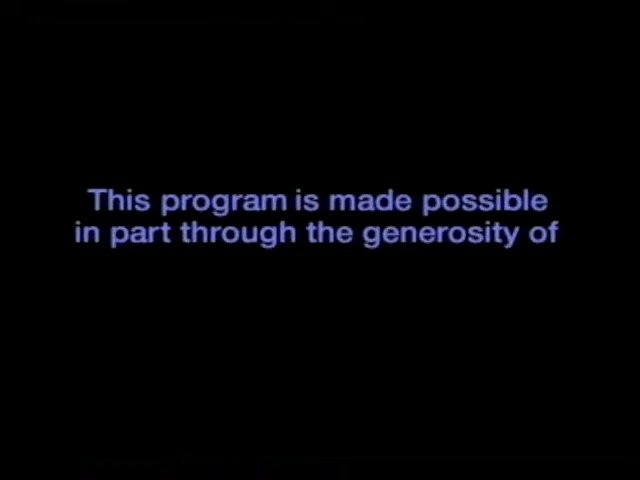 This program is made possible
in part through the generosity of